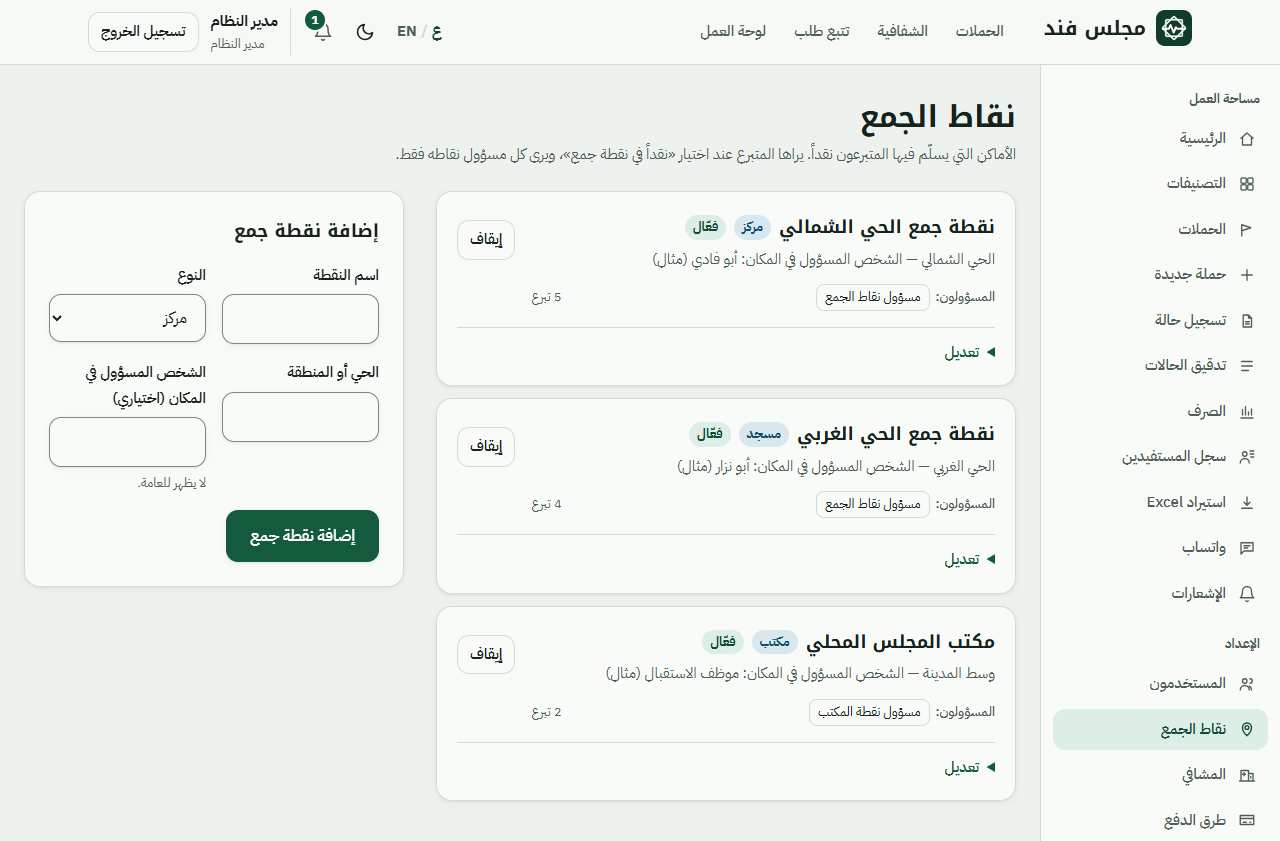 مجلس فند
الحملات
الشفافية
تتبع طلب
لوحة العمل
ع / EN
1
مدير النظام
مدير النظام
تسجيل الخروج
مساحة العمل
الرئيسية
التصنيفات
الحملات
حملة جديدة
تسجيل حالة
تدقيق الحالات
الصرف
سجل المستفيدين
استيراد Excel
واتساب
الإشعارات
الإعداد
المستخدمون
نقاط الجمع
المشافي
طرق الدفع
نقاط الجمع
الأماكن التي يسلّم فيها المتبرعون نقداً. يراها المتبرع عند اختيار «نقداً في نقطة جمع»، ويرى كل مسؤول نقاطه فقط.
نقطة جمع الحي الشمالي مركز فعّال
إيقاف
الحي الشمالي — الشخص المسؤول في المكان: أبو فادي (مثال)
المسؤولون: مسؤول نقاط الجمع
5 تبرع
تعديل
نقطة جمع الحي الغربي مسجد فعّال
إيقاف
الحي الغربي — الشخص المسؤول في المكان: أبو نزار (مثال)
المسؤولون: مسؤول نقاط الجمع
4 تبرع
تعديل
مكتب المجلس المحلي مكتب فعّال
إيقاف
وسط المدينة — الشخص المسؤول في المكان: موظف الاستقبال (مثال)
المسؤولون: مسؤول نقطة المكتب
2 تبرع
تعديل
إضافة نقطة جمع
اسم النقطة
النوع
مركز
الحي أو المنطقة
الشخص المسؤول في
المكان (اختياري)
لا يظهر للعامة.
إضافة نقطة جمع